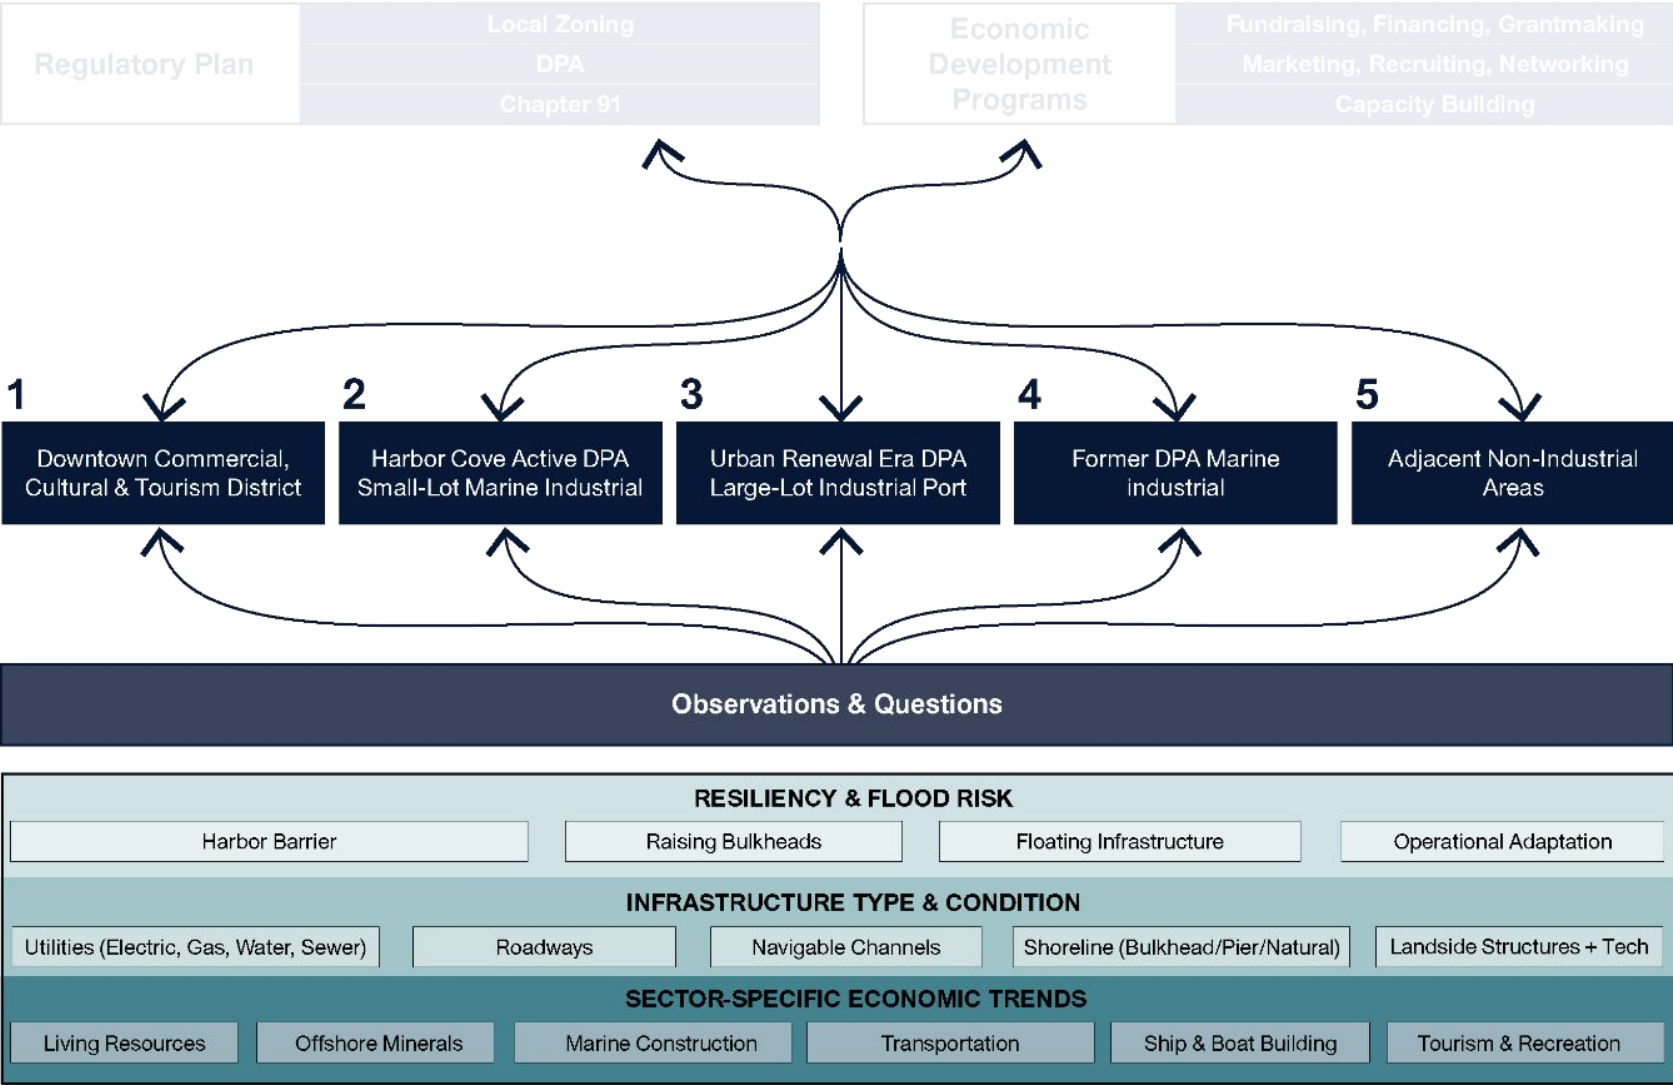 Regulatory Plan
Local Zoning
DPA
Chapter 91
Economic
Development
Programs
Fundraising, Financing, Grantmaking
Marketing, Recruiting, Networking
Capacity Building
1
Downtown Commercial,
Cultural & Tourism District
2
Harbor Cove Active DPA
Small-Lot Marine Industrial
3
Urban Renewal Era DPA
Large-Lot Industrial Port
4
Former DPA Marine
industrial
5
Adjacent Non-Industrial
Areas
Observations & Questions
RESILIENCY & FLOOD RISK
Harbor Barrier
Raising Bulkheads
Floating Infrastructure
Operational Adaptation
INFRASTRUCTURE TYPE & CONDITION
Utilities (Electric, Gas, Water, Sewer)
Roadways
Navigable Channels
Shoreline (Bulkhead/Pier/Natural)
Landside Structures + Tech
SECTOR-SPECIFIC ECONOMIC TRENDS
Living Resources
Offshore Minerals
Marine Construction
Transportation
Ship & Boat Building
Tourism & Recreation